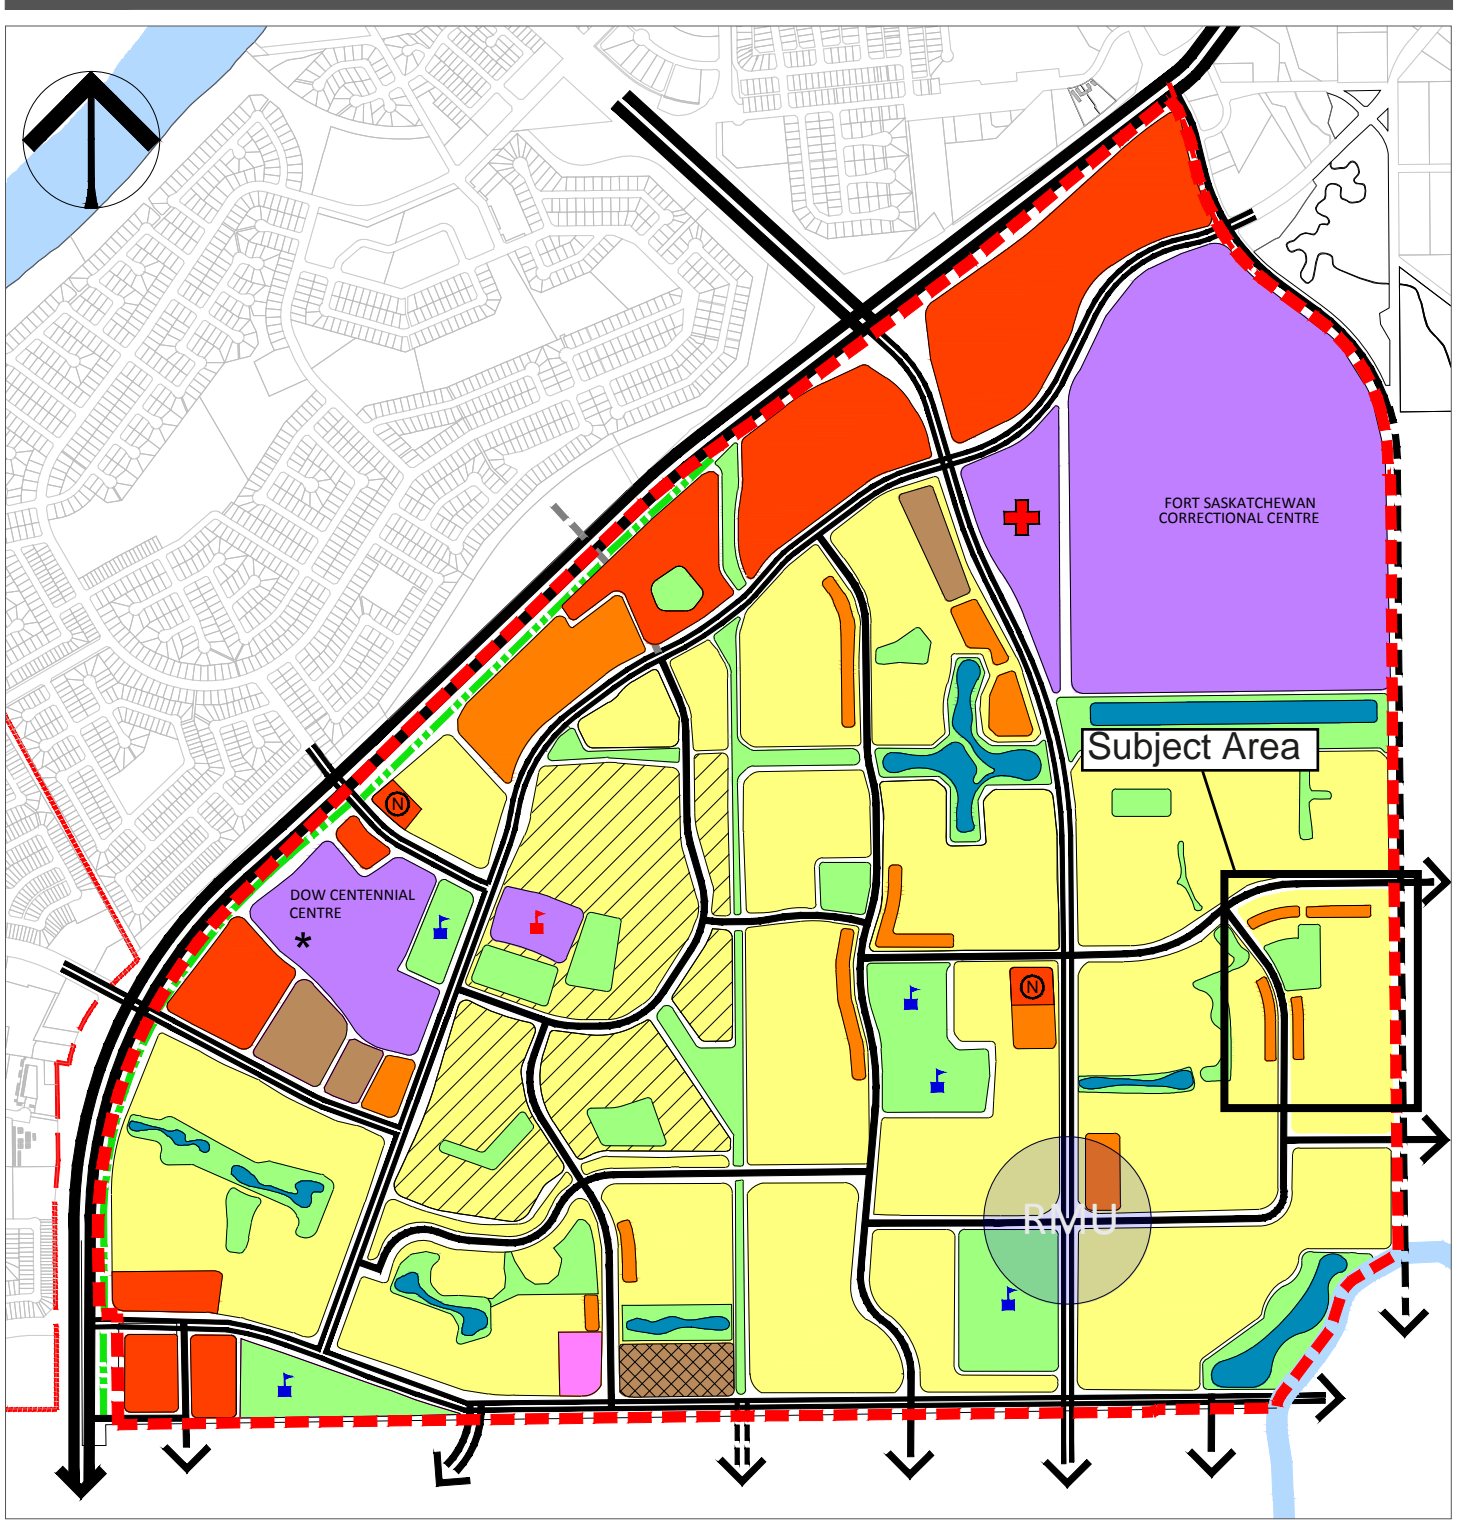 FORT SASKATCHEWAN
CORRECTIONAL CENTRE
Subject Area
N
DOW CENTENNIAL
CENTRE
*
N
RMU